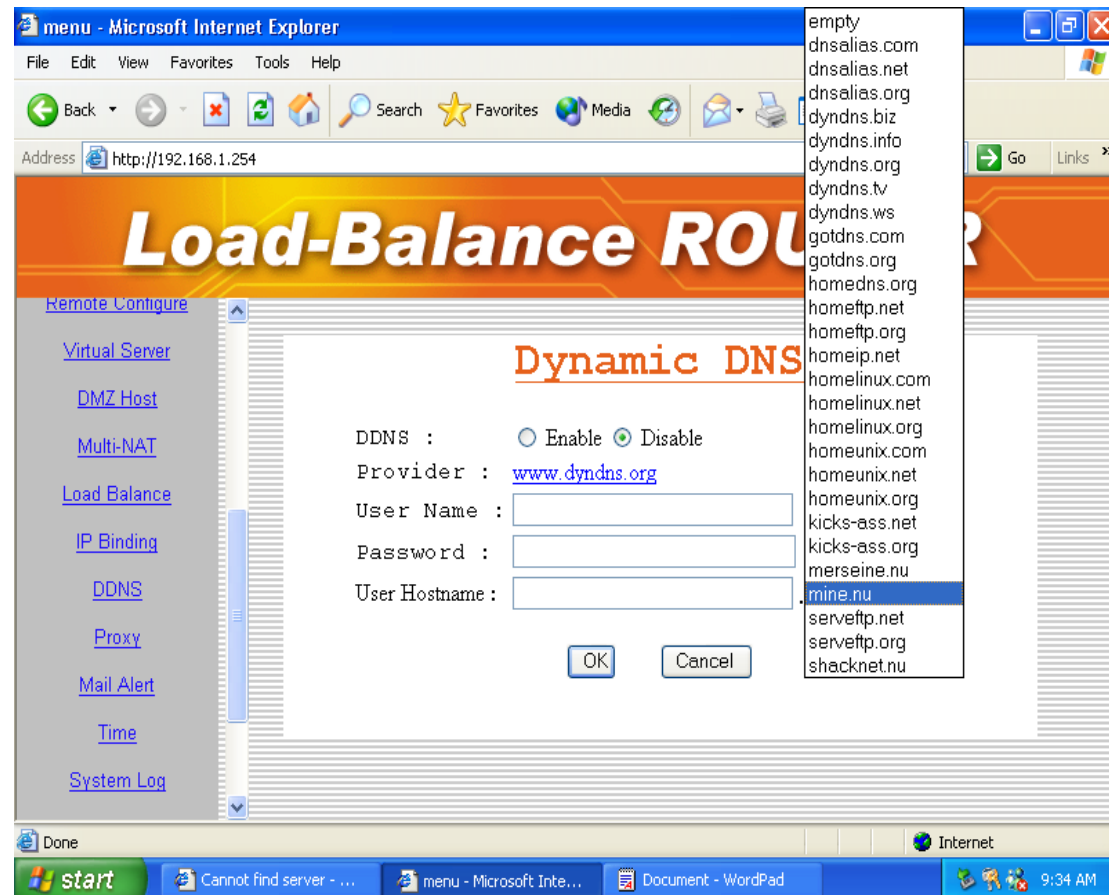 menu - Microsoft Internet Explorer
File Edit View Favorites Tools Help
Back Search Favorites Media
Address http://192.168.1.254 Go Links »
Load-Balance ROU R
Remote Configure
Virtual Server
DMZ Host
Multi-NAT
Load Balance
IP Binding
DDNS
Proxy
Mail Alert
Time
System Log
Dynamic DNS
DDNS : Enable Disable
Provider : www.dyndns.org
User Name :
Password :
User Hostname : .
OK Cancel
empty
dnsalias.com
dnsalias.net
dnsalias.org
dyndns.biz
dyndns.info
dyndns.org
dyndns.tv
dyndns.ws
gotdns.com
gotdns.org
homedns.org
homeftp.net
homeftp.org
homeip.net
homelinux.com
homelinux.net
homelinux.org
homeunix.com
homeunix.net
homeunix.org
kicks-ass.net
kicks-ass.org
merseine.nu
mine.nu
serveftp.net
serveftp.org
shacknet.nu
Done Internet
start Cannot find server - ... menu - Microsoft Inte... Document - WordPad 9:34 AM